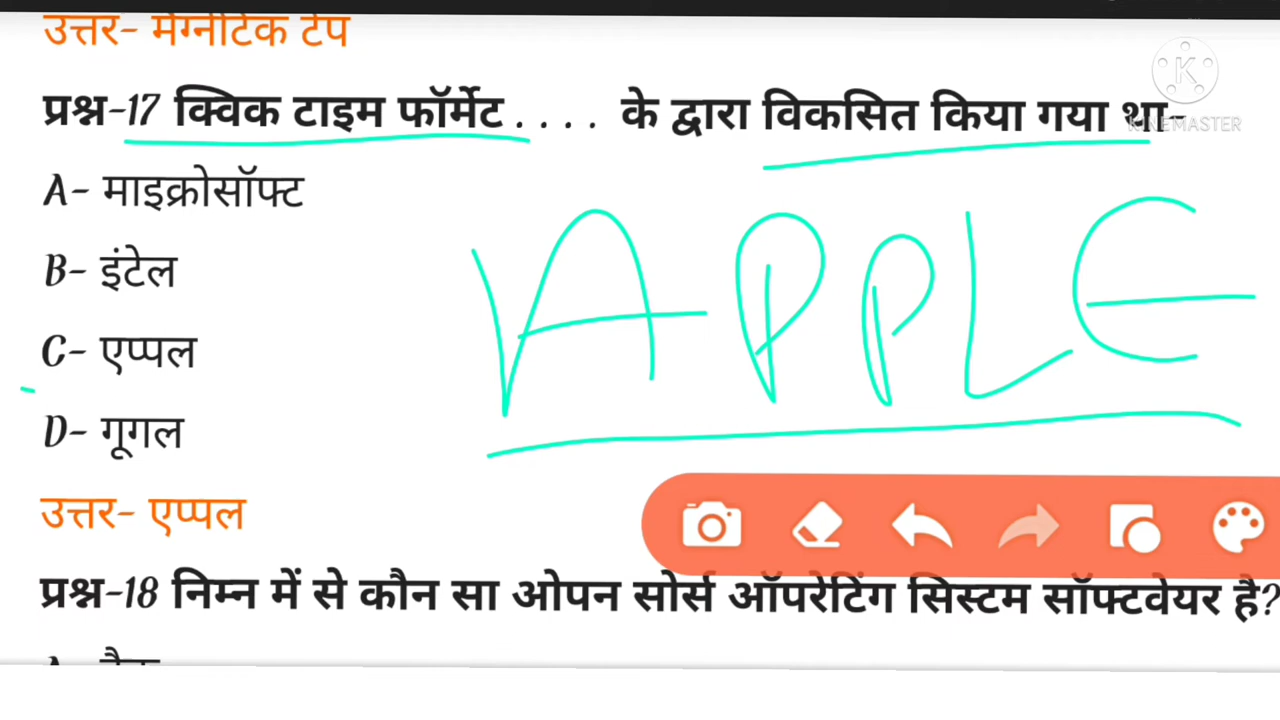 उत्तर- मैग्नेटिक टेप
प्रश्न-17 क्विक टाइम फॉर्मेट .... के द्वारा विकसित किया गया था-
KINEMASTER
A- माइक्रोसॉफ्ट
B- इंटेल
C- एप्पल
D- गूगल
APPLE
उत्तर- एप्पल
प्रश्न-18 निम्न में से कौन सा ओपन सोर्स ऑपरेटिंग सिस्टम सॉफ्टवेयर है?